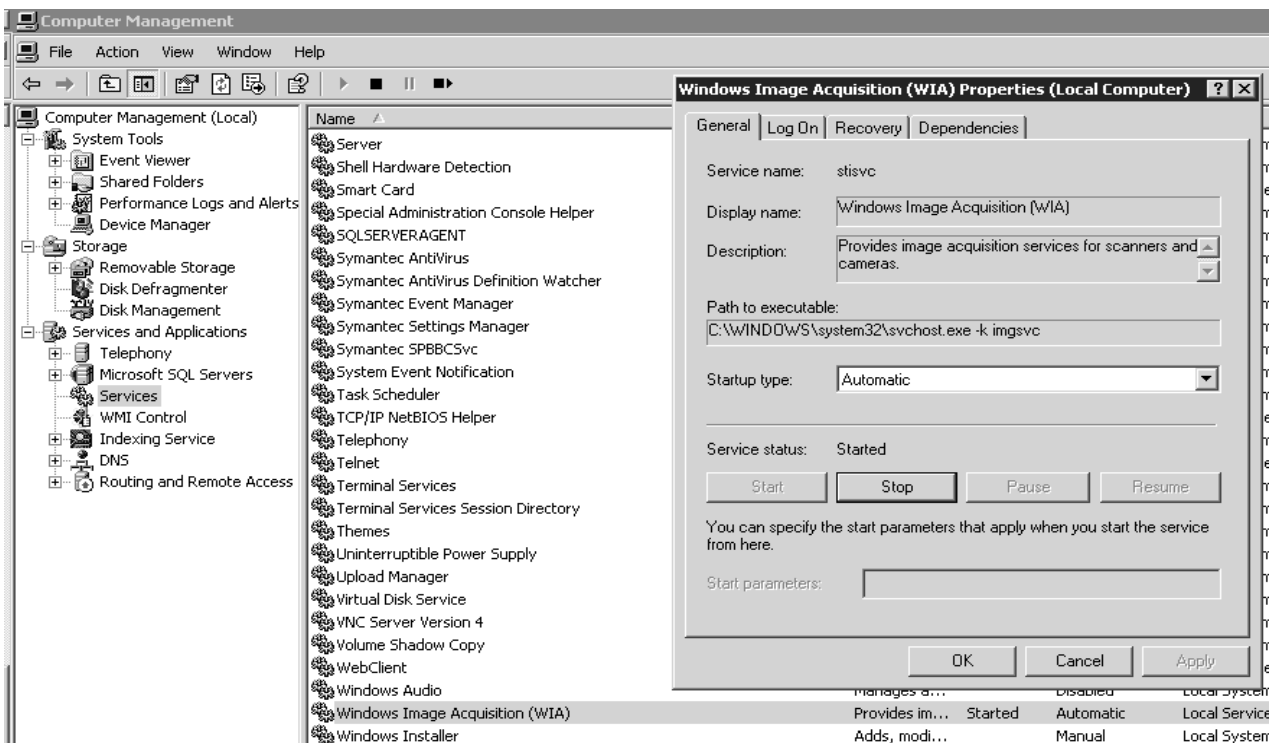 Computer Management
File Action View Window Help
Computer Management (Local)
System Tools
Event Viewer
Shared Folders
Performance Logs and Alerts
Device Manager
Storage
Removable Storage
Disk Defragmenter
Disk Management
Services and Applications
Telephony
Microsoft SQL Servers
Services
WMI Control
Indexing Service
DNS
Routing and Remote Access
Name
Server
Shell Hardware Detection
Smart Card
Special Administration Console Helper
SQLSERVERAGENT
Symantec AntiVirus
Symantec AntiVirus Definition Watcher
Symantec Event Manager
Symantec Settings Manager
Symantec SPBBCSvc
System Event Notification
Task Scheduler
TCP/IP NetBIOS Helper
Telephony
Telnet
Terminal Services
Terminal Services Session Directory
Themes
Uninterruptible Power Supply
Upload Manager
Virtual Disk Service
VNC Server Version 4
Volume Shadow Copy
WebClient
Windows Audio Manages a... Disabled Local System
Windows Image Acquisition (WIA) Provides im... Started Automatic Local Service
Windows Installer Adds, modi... Manual Local System
Windows Image Acquisition (WIA) Properties (Local Computer)
General Log On Recovery Dependencies
Service name: stisvc
Display name: Windows Image Acquisition (WIA)
Description: Provides image acquisition services for scanners and
cameras.
Path to executable:
C:\WINDOWS\system32\svchost.exe -k imgsvc
Startup type: Automatic
Service status: Started
Start Stop Pause Resume
You can specify the start parameters that apply when you start the service
from here.
Start parameters:
OK Cancel Apply